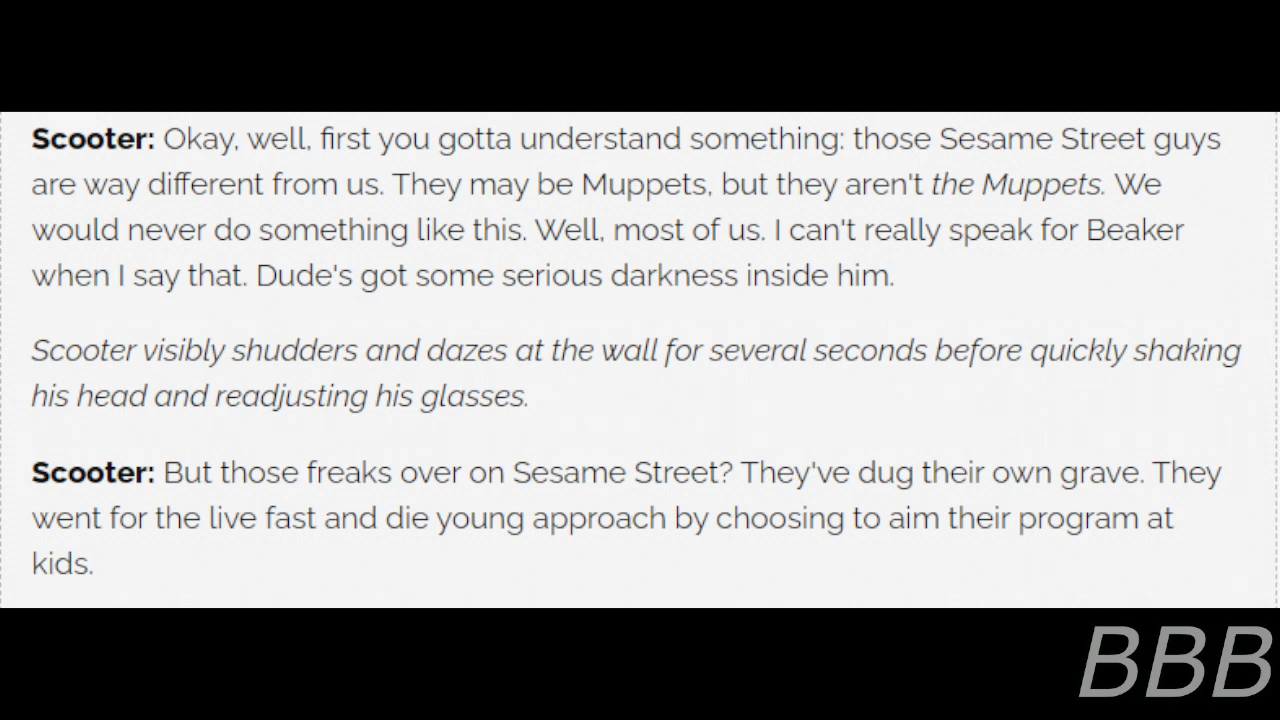 Scooter: Okay, well, first you gotta understand something: those Sesame Street guys
are way different from us. They may be Muppets, but they aren't the Muppets. We
would never do something like this. Well, most of us. I can't really speak for Beaker
when I say that. Dude's got some serious darkness inside him.
Scooter visibly shudders and dazes at the wall for several seconds before quickly shaking
his head and readjusting his glasses.
Scooter: But those freaks over on Sesame Street? They've dug their own grave. They
went for the live fast and die young approach by choosing to aim their program at
kids.
BBB